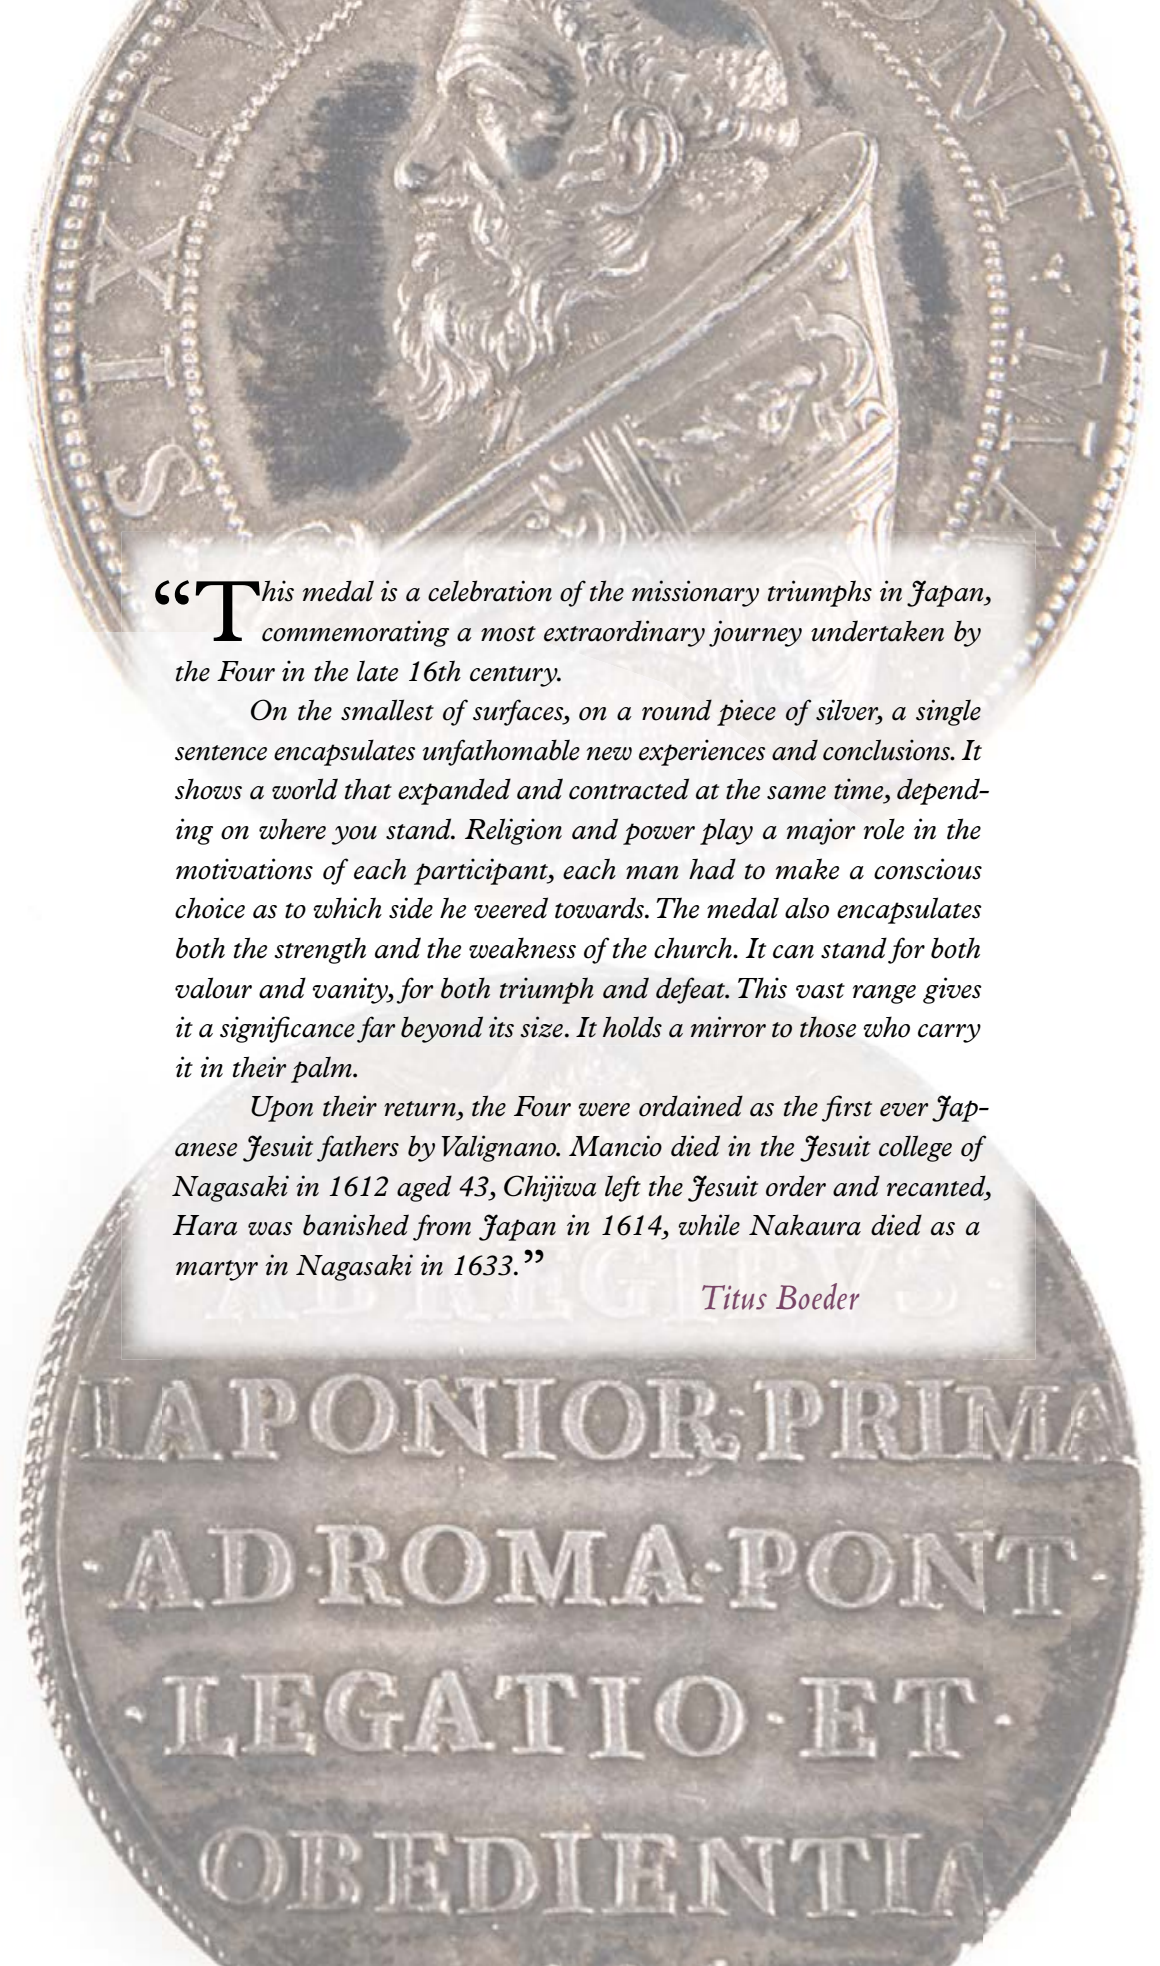 SIXTV
ONT·MA
“This medal is a celebration of the missionary triumphs in Japan,
commemorating a most extraordinary journey undertaken by
the Four in the late 16th century.
On the smallest of surfaces, on a round piece of silver, a single
sentence encapsulates unfathomable new experiences and conclusions. It
shows a world that expanded and contracted at the same time, depend-
ing on where you stand. Religion and power play a major role in the
motivations of each participant, each man had to make a conscious
choice as to which side he veered towards. The medal also encapsulates
both the strength and the weakness of the church. It can stand for both
valour and vanity, for both triumph and defeat. This vast range gives
it a significance far beyond its size. It holds a mirror to those who carry
it in their palm.
Upon their return, the Four were ordained as the first ever Jap-
anese Jesuit fathers by Valignano. Mancio died in the Jesuit college of
Nagasaki in 1612 aged 43, Chijiwa left the Jesuit order and recanted,
Hara was banished from Japan in 1614, while Nakaura died as a
martyr in Nagasaki in 1633.”
AB REGIBVS·
Titus Boeder
IAPONIOR·PRIMA
·AD·ROMA·PONT·
·LEGATIO·ET·
OBEDIENTIA